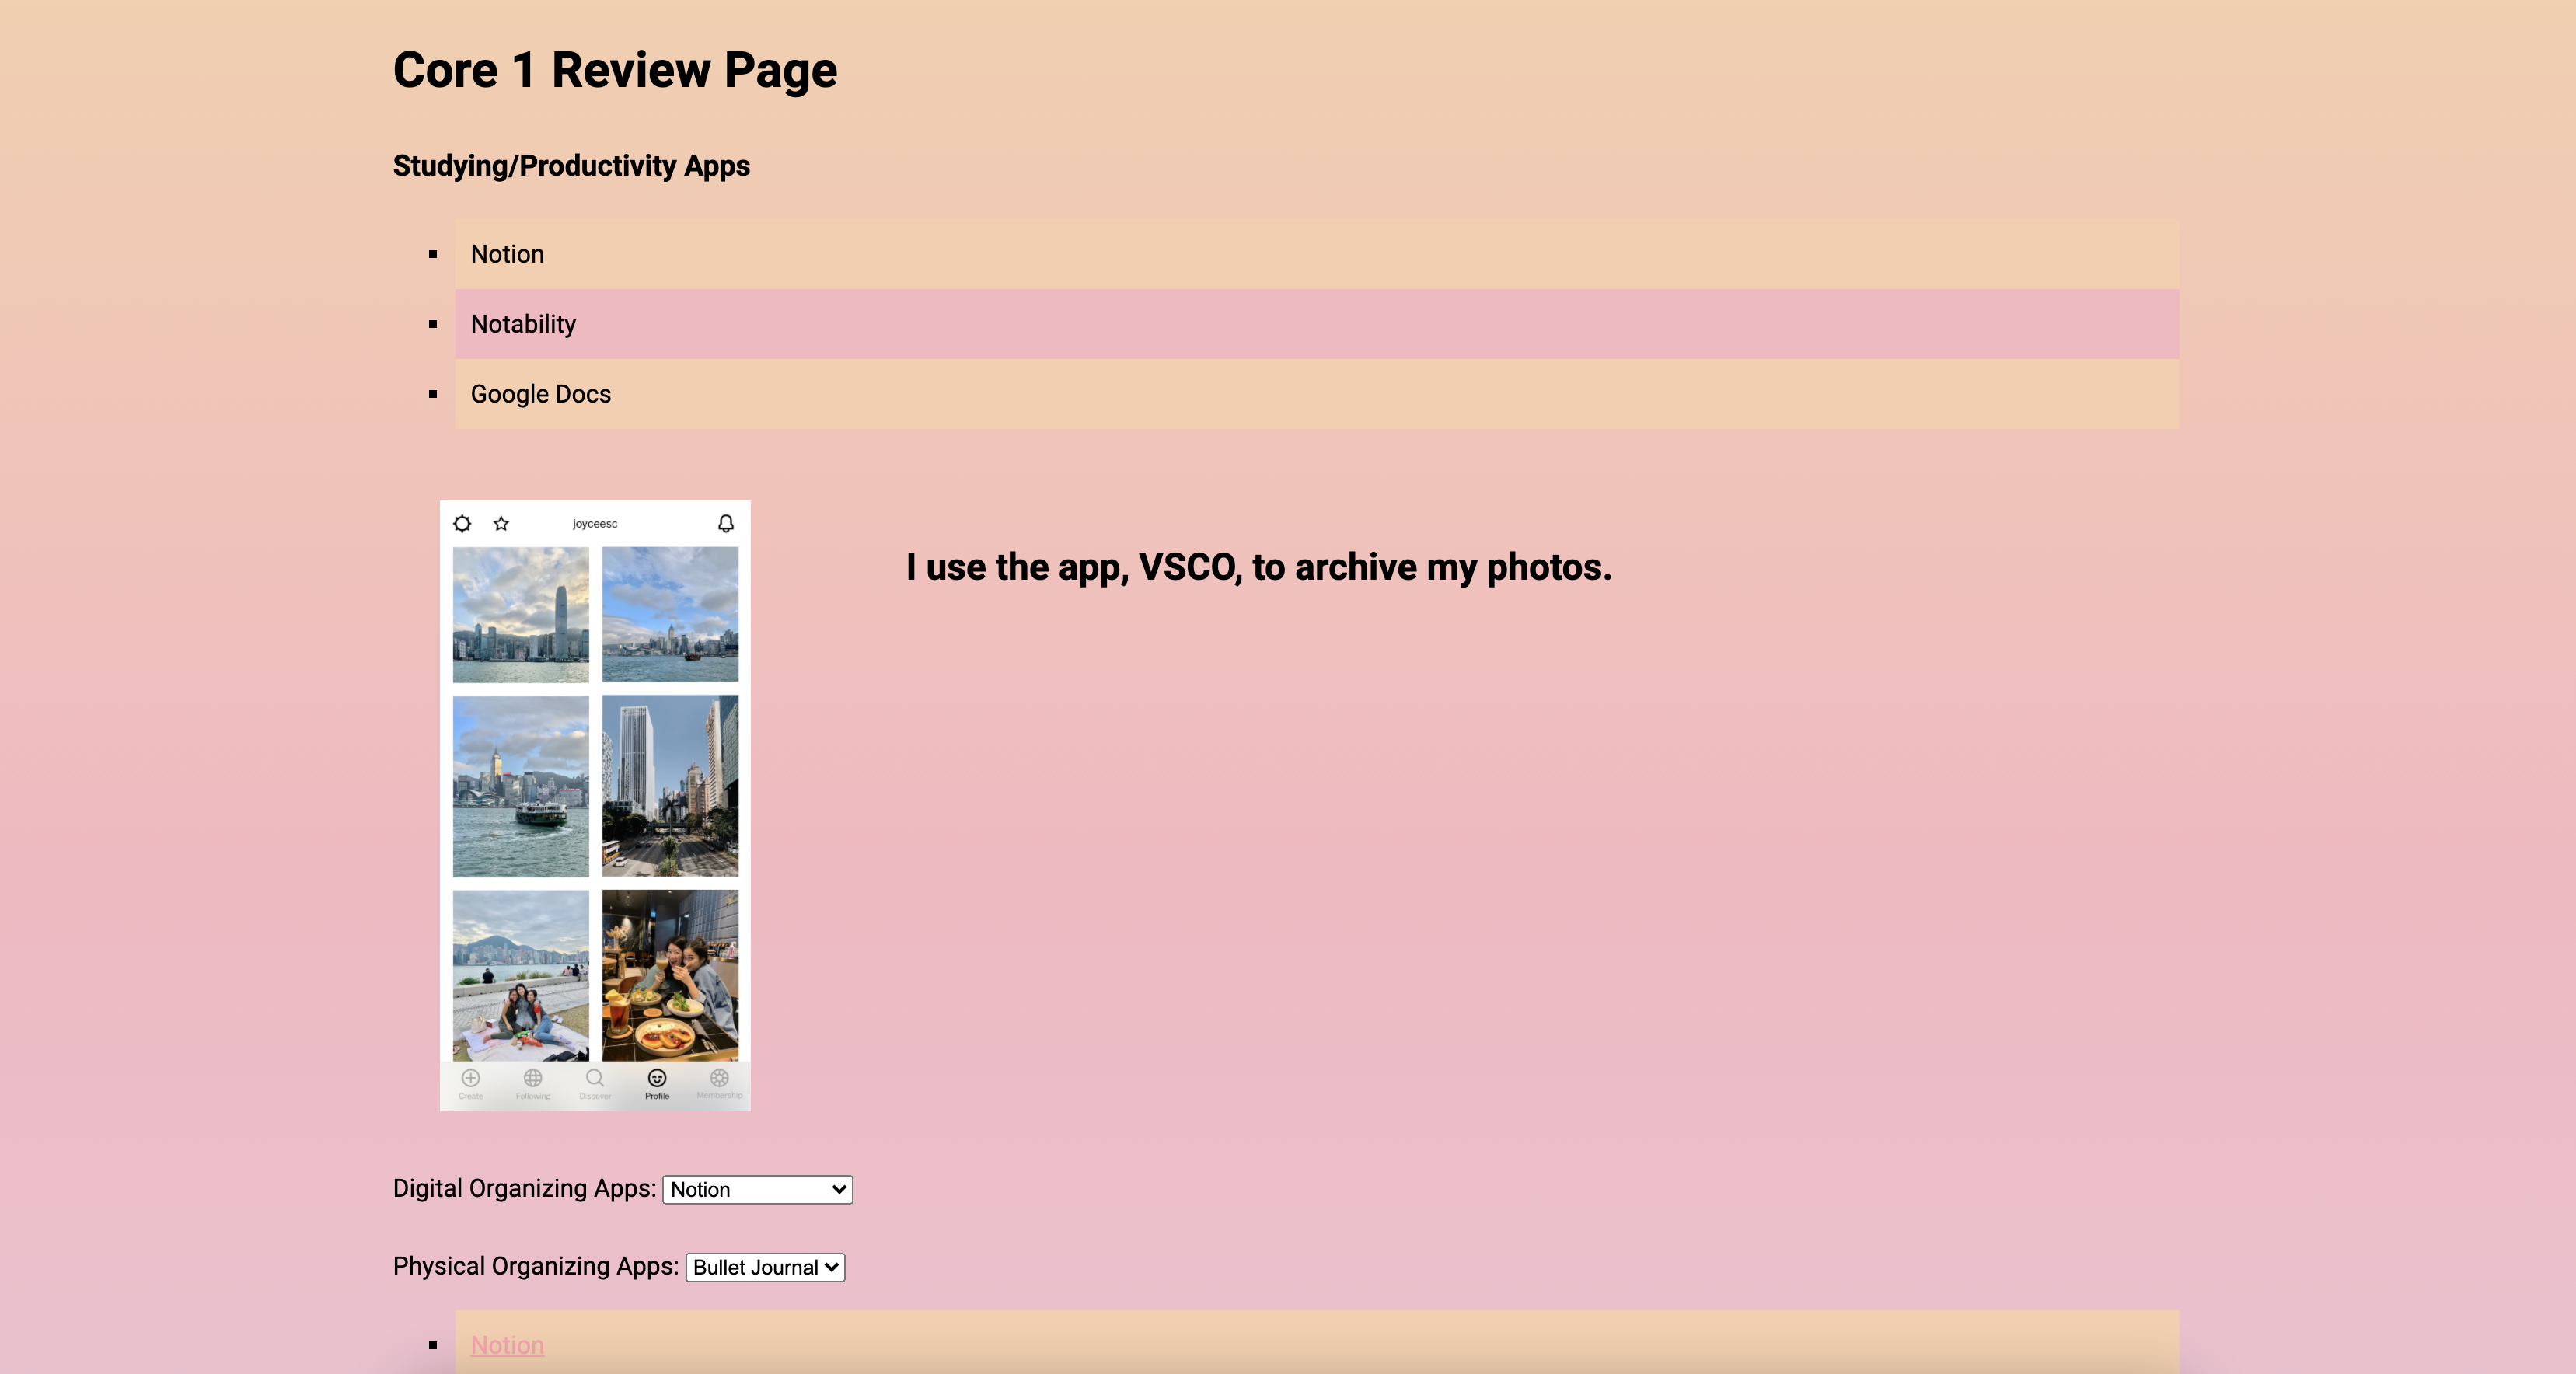 Core 1 Review Page
Studying/Productivity Apps
Notion
Notability
Google Docs
joyceesc
I use the app, VSCO, to archive my photos.
Create Following Discover Profile Membership
Digital Organizing Apps: Notion
Physical Organizing Apps: Bullet Journal
Notion